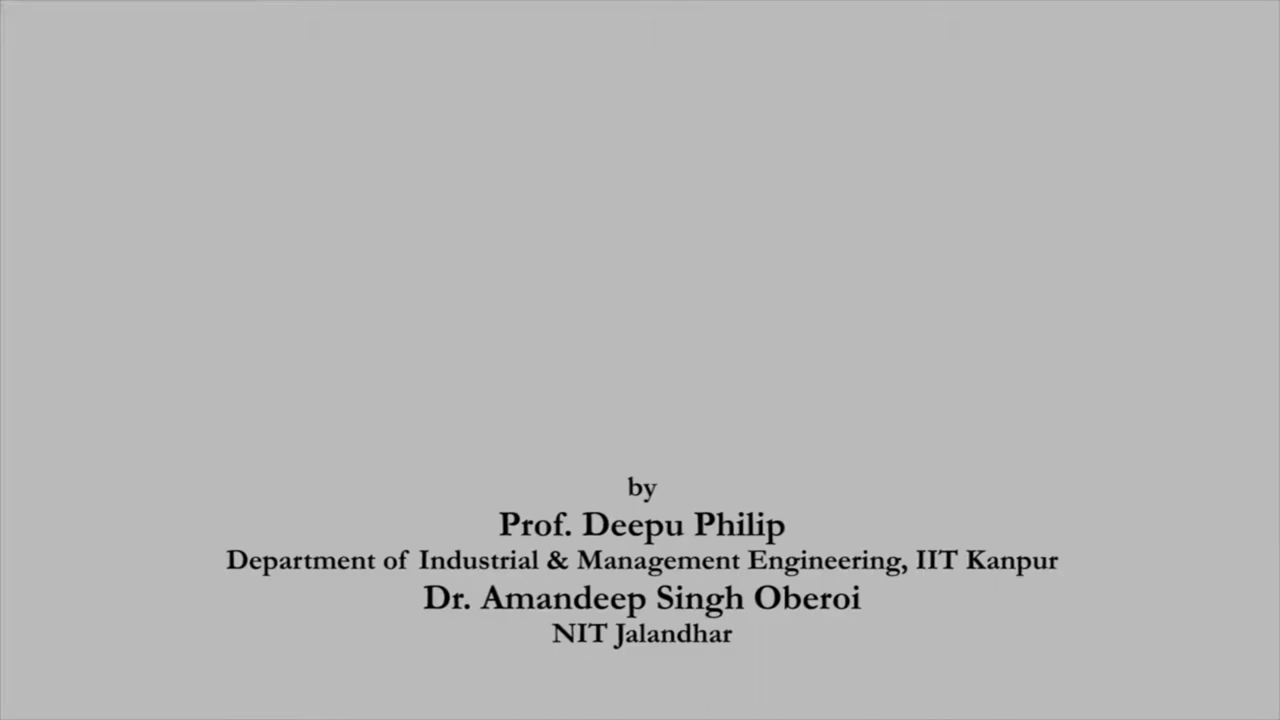 by
Prof. Deepu Philip
Department of Industrial & Management Engineering, IIT Kanpur
Dr. Amandeep Singh Oberoi
NIT Jalandhar